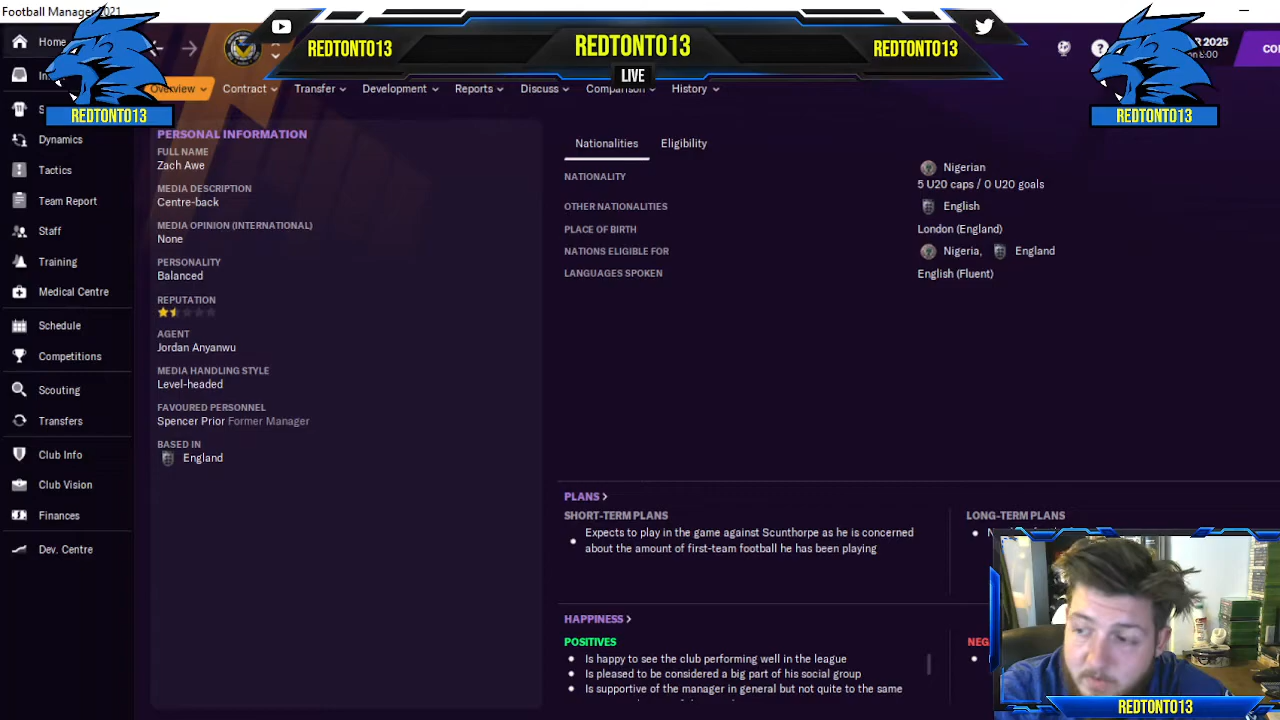 Football Manager 2021
Home
REDTONTO13
REDTONTO13
REDTONTO13
LIVE
2025
8:00
REDTONTO13
REDTONTO13
Overview
Contract
Transfer
Development
Reports
Discuss
Comparison
History
Dynamics
Tactics
Team Report
Staff
Training
Medical Centre
Schedule
Competitions
Scouting
Transfers
Club Info
Club Vision
Finances
Dev. Centre
PERSONAL INFORMATION
FULL NAME
Zach Awe
MEDIA DESCRIPTION
Centre-back
MEDIA OPINION (INTERNATIONAL)
None
PERSONALITY
Balanced
REPUTATION
AGENT
Jordan Anyanwu
MEDIA HANDLING STYLE
Level-headed
FAVOURED PERSONNEL
Spencer Prior Former Manager
BASED IN
England
Nationalities
Eligibility
NATIONALITY
Nigerian
5 U20 caps / 0 U20 goals
OTHER NATIONALITIES
English
PLACE OF BIRTH
London (England)
NATIONS ELIGIBLE FOR
Nigeria, England
LANGUAGES SPOKEN
English (Fluent)
PLANS >
SHORT-TERM PLANS
Expects to play in the game against Scunthorpe as he is concerned
about the amount of first-team football he has been playing
LONG-TERM PLANS
HAPPINESS >
POSITIVES
Is happy to see the club performing well in the league
Is pleased to be considered a big part of his social group
Is supportive of the manager in general but not quite to the same
REDTONTO13